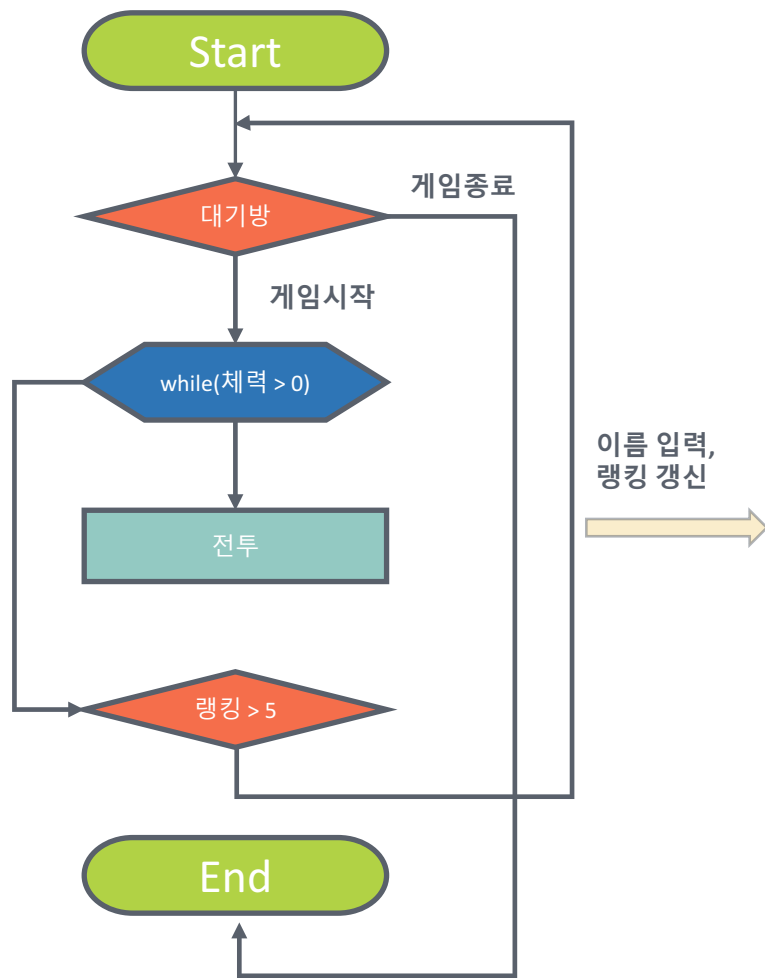 Start
대기방
게임종료
게임시작
while(체력 > 0)
이름 입력,
랭킹 갱신
전투
랭킹 > 5
End